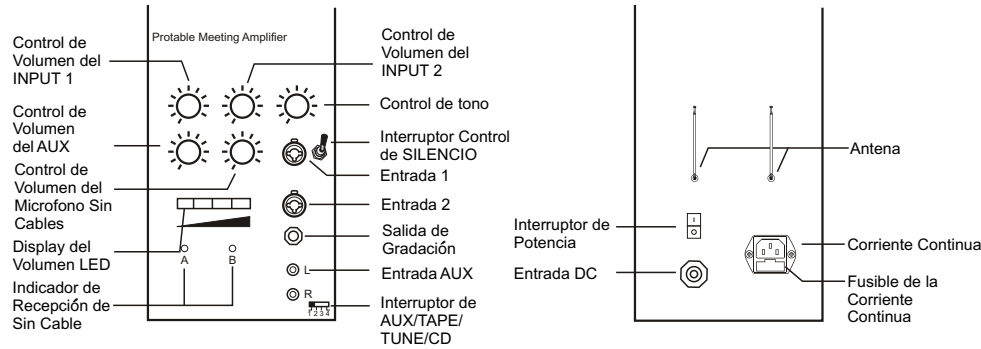 Protable Meeting Amplifier
Control de
Volumen del
INPUT 1
Control de
Volumen
del AUX
Control de
Volumen del
Microfono Sin
Cables
Display del
Volumen LED
Indicador de
Recepción de
Sin Cable
A
B
L
R
1 2 3 4
Control de
Volumen del
INPUT 2
Control de tono
Interruptor Control
de SILENCIO
Entrada 1
Entrada 2
Salida de
Gradación
Entrada AUX
Interruptor de
AUX/TAPE/
TUNE/CD
Interruptor de
Potencia
Entrada DC
I
O
Antena
Corriente Continua
Fusible de la
Corriente
Continua